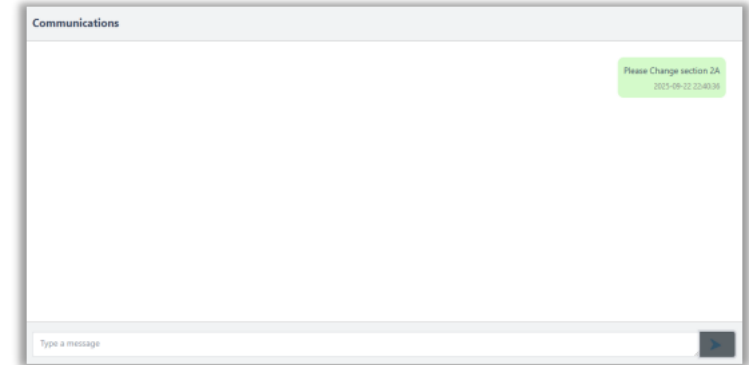 Communications
Please Change section 2A
2025-09-22 22:40:38
Type a message